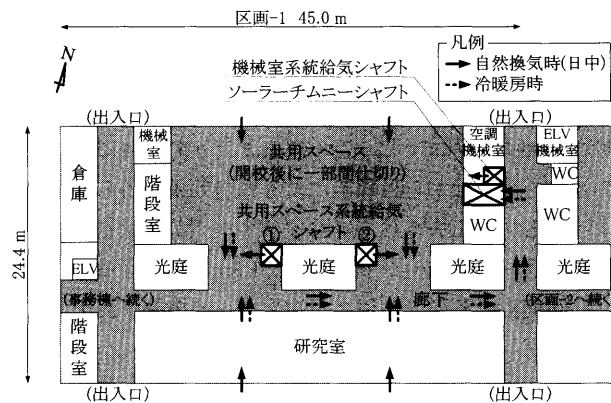 区画-1 45.0 m
N
凡例
自然換気時(日中)
冷暖房時
機械室系統給気シャフト
ソーラーチムニーシャフト
(出入口)
(出入口)
24.4 m
倉庫
機械室
階段室
共用スペース
(開校後に一部間仕切り)
空調
機械室
ELV
機械室
WC
WC
WC
共用スペース系統給気
シャフト
①
②
ELV
光庭
光庭
光庭
光庭
(事務棟へ続く)
廊下
(区画-2へ続く)
階段室
研究室
(出入口)
(出入口)